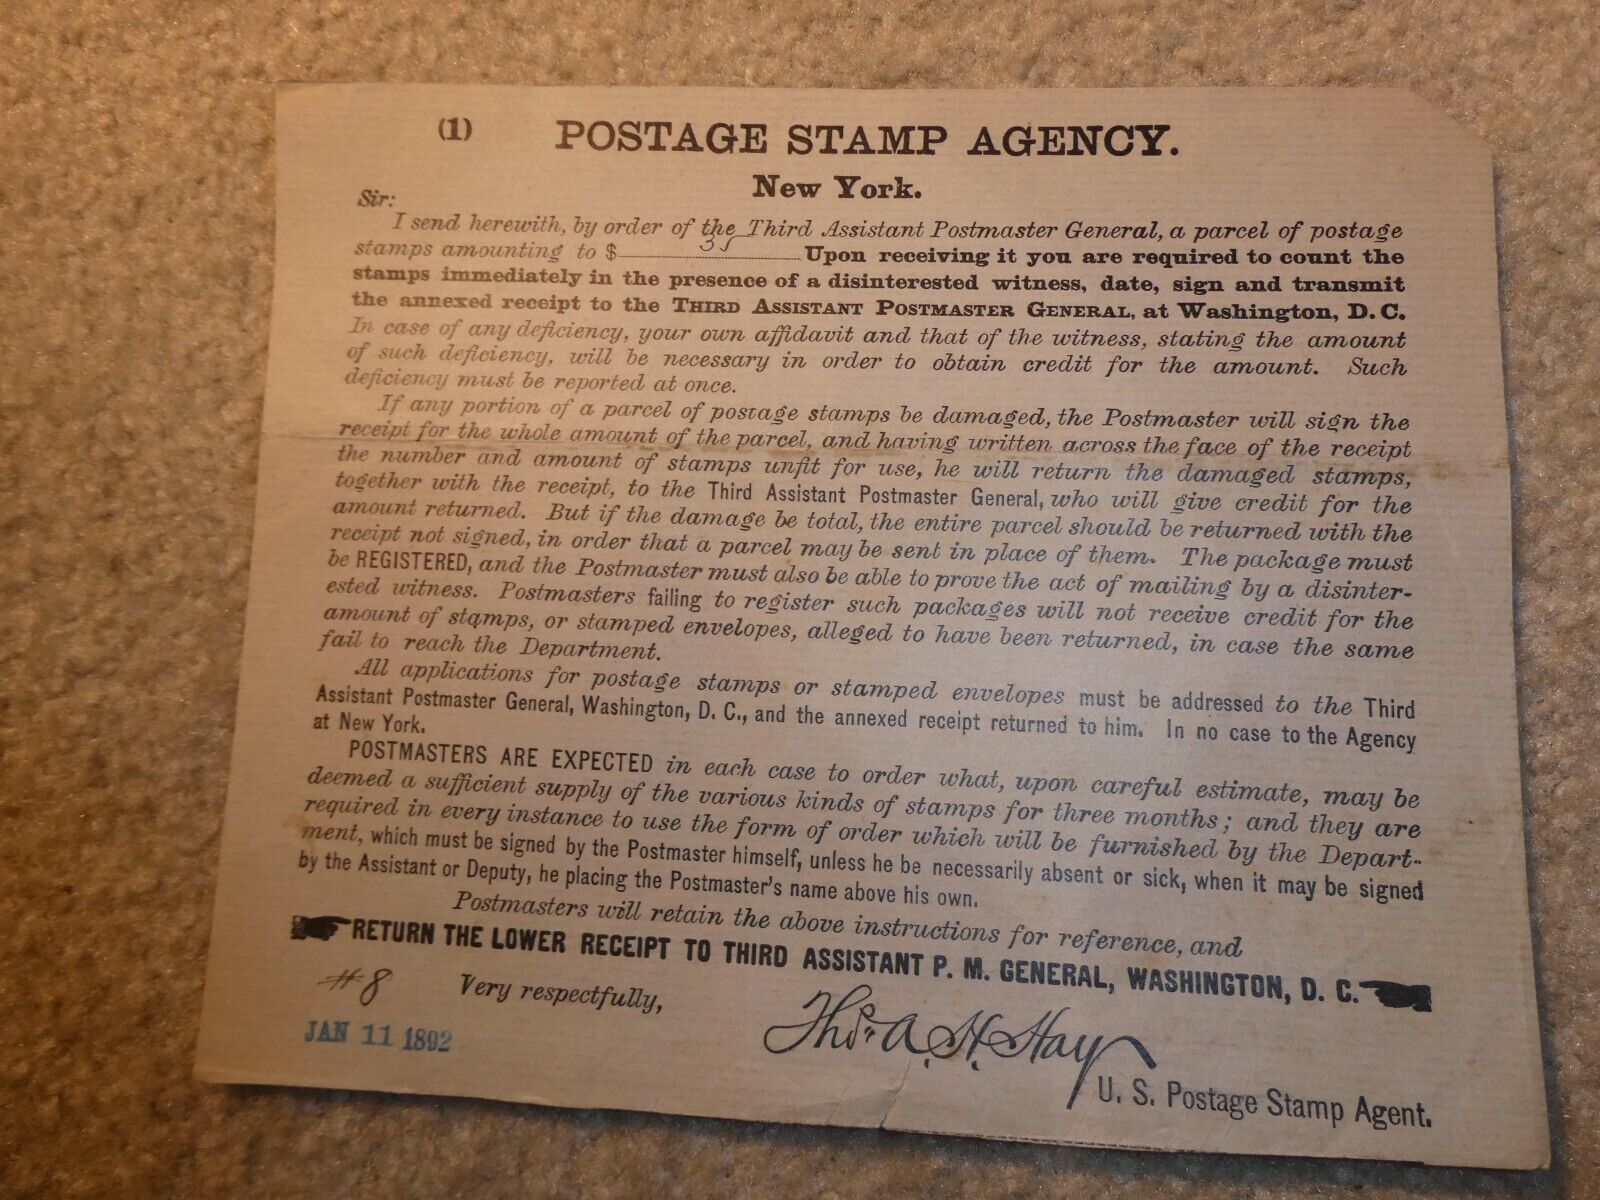 (1) POSTAGE STAMP AGENCY.
New York.
Sir:
I send herewith, by order of the Third Assistant Postmaster General, a parcel of postage
stamps amounting to $ 35 Upon receiving it you are required to count the
stamps immediately in the presence of a disinterested witness, date, sign and transmit
the annexed receipt to the THIRD ASSISTANT POSTMASTER GENERAL, at Washington, D. C.
In case of any deficiency, your own affidavit and that of the witness, stating the amount
of such deficiency, will be necessary in order to obtain credit for the amount. Such
deficiency must be reported at once.
If any portion of a parcel of postage stamps be damaged, the Postmaster will sign the
receipt for the whole amount of the parcel, and having written across the face of the receipt
the number and amount of stamps unfit for use, he will return the damaged stamps,
together with the receipt, to the Third Assistant Postmaster General, who will give credit for the
amount returned. But if the damage be total, the entire parcel should be returned with the
receipt not signed, in order that a parcel may be sent in place of them. The package must
be REGISTERED, and the Postmaster must also be able to prove the act of mailing by a disinter-
ested witness. Postmasters failing to register such packages will not receive credit for the
amount of stamps, or stamped envelopes, alleged to have been returned, in case the same
fail to reach the Department.
All applications for postage stamps or stamped envelopes must be addressed to the Third
Assistant Postmaster General, Washington, D. C., and the annexed receipt returned to him. In no case to the Agency
at New York.
POSTMASTERS ARE EXPECTED in each case to order what, upon careful estimate, may be
deemed a sufficient supply of the various kinds of stamps for three months; and they are
required in every instance to use the form of order which will be furnished by the Depart-
ment, which must be signed by the Postmaster himself, unless he be necessarily absent or sick, when it may be signed
by the Assistant or Deputy, he placing the Postmaster's name above his own.
Postmasters will retain the above instructions for reference, and
RETURN THE LOWER RECEIPT TO THIRD ASSISTANT P. M. GENERAL, WASHINGTON, D. C.
#8 Very respectfully,
JAN 11 1892
Thos. A. H. Hay
U. S. Postage Stamp Agent.